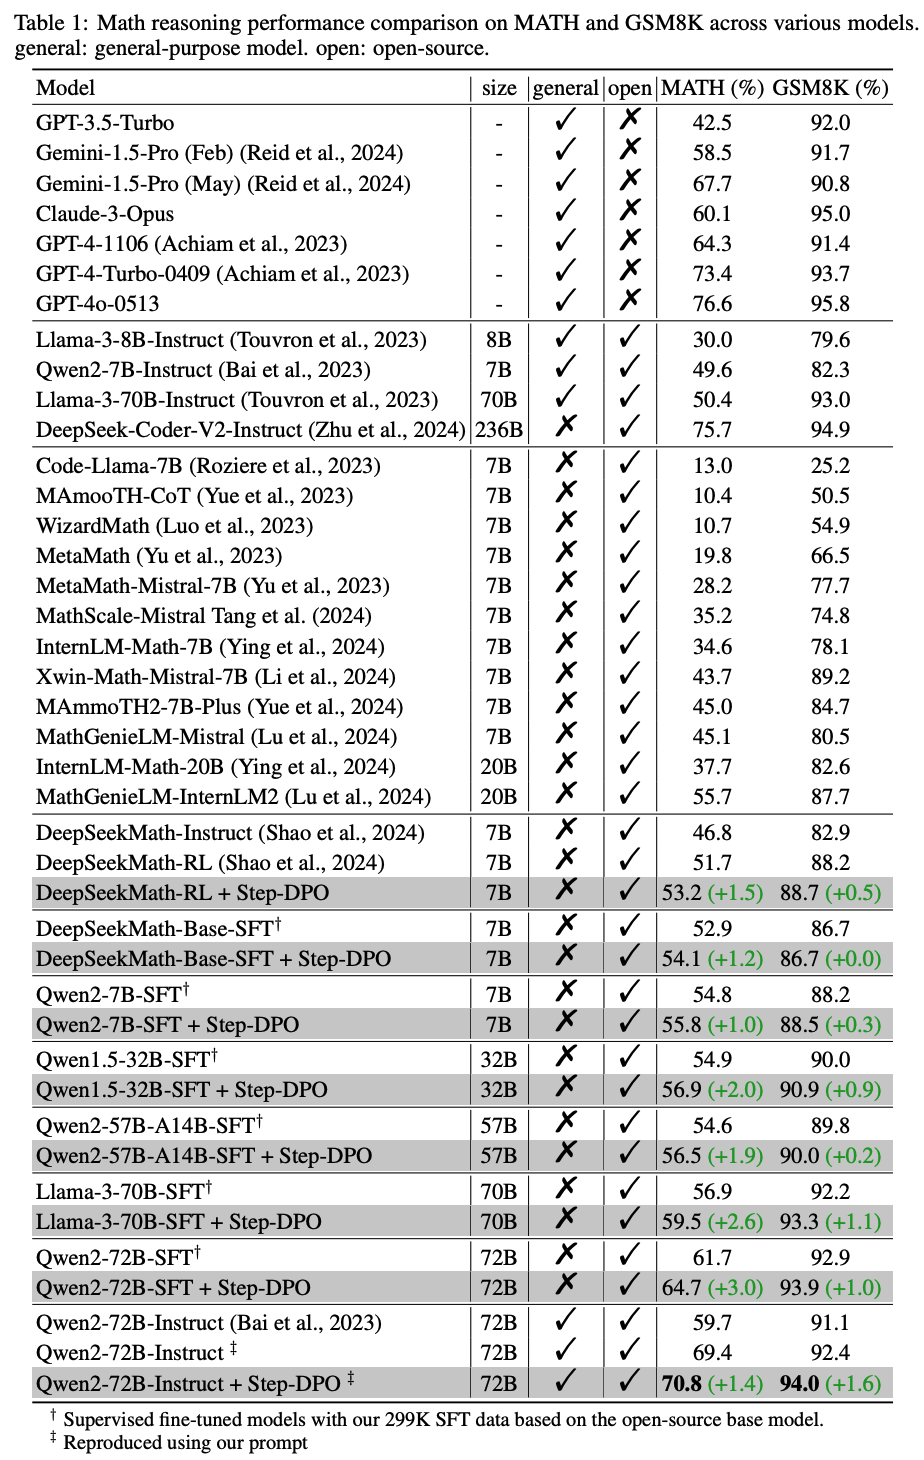 Table 1: Math reasoning performance comparison on MATH and GSM8K across various models.
general: general-purpose model. open: open-source.
Model size general open MATH (%) GSM8K (%)
GPT-3.5-Turbo - ✓ ✗ 42.5 92.0
Gemini-1.5-Pro (Feb) (Reid et al., 2024) - ✓ ✗ 58.5 91.7
Gemini-1.5-Pro (May) (Reid et al., 2024) - ✓ ✗ 67.7 90.8
Claude-3-Opus - ✓ ✗ 60.1 95.0
GPT-4-1106 (Achiam et al., 2023) - ✓ ✗ 64.3 91.4
GPT-4-Turbo-0409 (Achiam et al., 2023) - ✓ ✗ 73.4 93.7
GPT-4o-0513 - ✓ ✗ 76.6 95.8
Llama-3-8B-Instruct (Touvron et al., 2023) 8B ✓ ✓ 30.0 79.6
Qwen2-7B-Instruct (Bai et al., 2023) 7B ✓ ✓ 49.6 82.3
Llama-3-70B-Instruct (Touvron et al., 2023) 70B ✓ ✓ 50.4 93.0
DeepSeek-Coder-V2-Instruct (Zhu et al., 2024) 236B ✗ ✓ 75.7 94.9
Code-Llama-7B (Roziere et al., 2023) 7B ✗ ✓ 13.0 25.2
MAmooTH-CoT (Yue et al., 2023) 7B ✗ ✓ 10.4 50.5
WizardMath (Luo et al., 2023) 7B ✗ ✓ 10.7 54.9
MetaMath (Yu et al., 2023) 7B ✗ ✓ 19.8 66.5
MetaMath-Mistral-7B (Yu et al., 2023) 7B ✗ ✓ 28.2 77.7
MathScale-Mistral Tang et al. (2024) 7B ✗ ✓ 35.2 74.8
InternLM-Math-7B (Ying et al., 2024) 7B ✗ ✓ 34.6 78.1
Xwin-Math-Mistral-7B (Li et al., 2024) 7B ✗ ✓ 43.7 89.2
MAmmoTH2-7B-Plus (Yue et al., 2024) 7B ✗ ✓ 45.0 84.7
MathGenieLM-Mistral (Lu et al., 2024) 7B ✗ ✓ 45.1 80.5
InternLM-Math-20B (Ying et al., 2024) 20B ✗ ✓ 37.7 82.6
MathGenieLM-InternLM2 (Lu et al., 2024) 20B ✗ ✓ 55.7 87.7
DeepSeekMath-Instruct (Shao et al., 2024) 7B ✗ ✓ 46.8 82.9
DeepSeekMath-RL (Shao et al., 2024) 7B ✗ ✓ 51.7 88.2
DeepSeekMath-RL + Step-DPO 7B ✗ ✓ 53.2 (+1.5) 88.7 (+0.5)
DeepSeekMath-Base-SFT† 7B ✗ ✓ 52.9 86.7
DeepSeekMath-Base-SFT + Step-DPO 7B ✗ ✓ 54.1 (+1.2) 86.7 (+0.0)
Qwen2-7B-SFT† 7B ✗ ✓ 54.8 88.2
Qwen2-7B-SFT + Step-DPO 7B ✗ ✓ 55.8 (+1.0) 88.5 (+0.3)
Qwen1.5-32B-SFT† 32B ✗ ✓ 54.9 90.0
Qwen1.5-32B-SFT + Step-DPO 32B ✗ ✓ 56.9 (+2.0) 90.9 (+0.9)
Qwen2-57B-A14B-SFT† 57B ✗ ✓ 54.6 89.8
Qwen2-57B-A14B-SFT + Step-DPO 57B ✗ ✓ 56.5 (+1.9) 90.0 (+0.2)
Llama-3-70B-SFT† 70B ✗ ✓ 56.9 92.2
Llama-3-70B-SFT + Step-DPO 70B ✗ ✓ 59.5 (+2.6) 93.3 (+1.1)
Qwen2-72B-SFT† 72B ✗ ✓ 61.7 92.9
Qwen2-72B-SFT + Step-DPO 72B ✗ ✓ 64.7 (+3.0) 93.9 (+1.0)
Qwen2-72B-Instruct (Bai et al., 2023) 72B ✓ ✓ 59.7 91.1
Qwen2-72B-Instruct ‡ 72B ✓ ✓ 69.4 92.4
Qwen2-72B-Instruct + Step-DPO ‡ 72B ✓ ✓ 70.8 (+1.4) 94.0 (+1.6)
† Supervised fine-tuned models with our 299K SFT data based on the open-source base model.
‡ Reproduced using our prompt